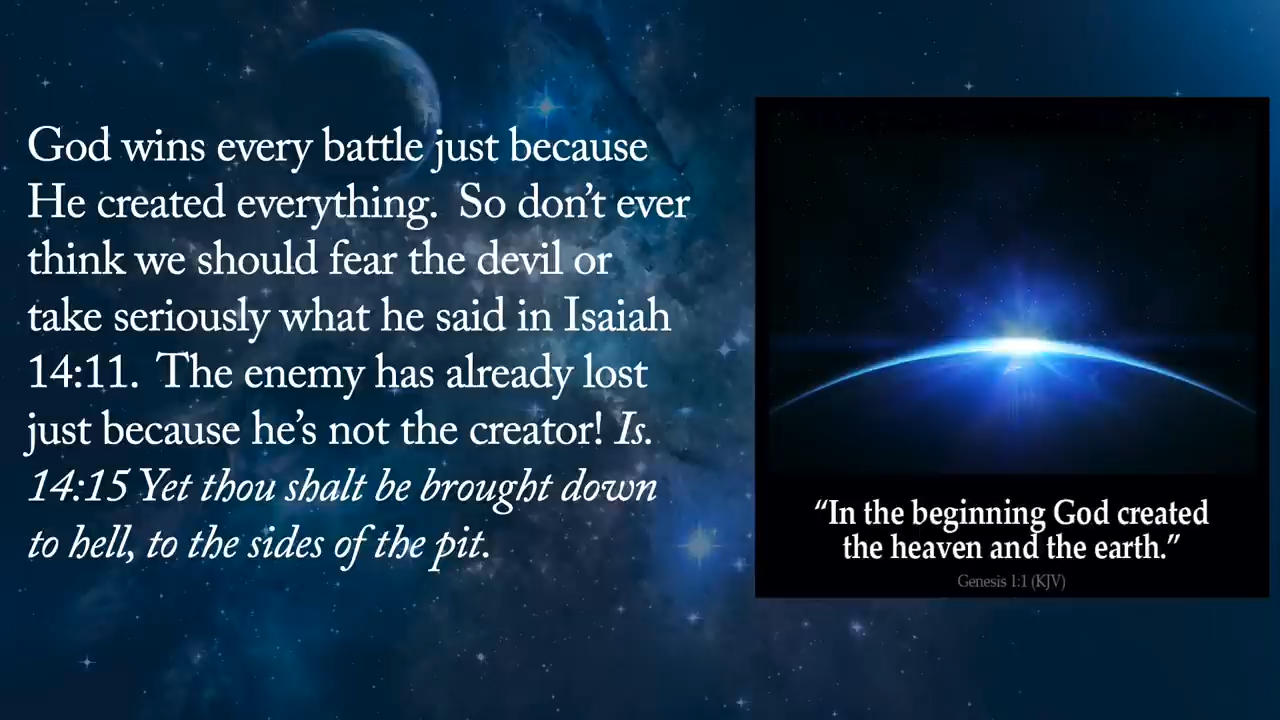 God wins every battle just because
He created everything.  So don’t ever
think we should fear the devil or
take seriously what he said in Isaiah
14:11.  The enemy has already lost
just because he’s not the creator! Is.
14:15 Yet thou shalt be brought down
to hell, to the sides of the pit.
“In the beginning God created
the heaven and the earth.”
Genesis 1:1 (KJV)